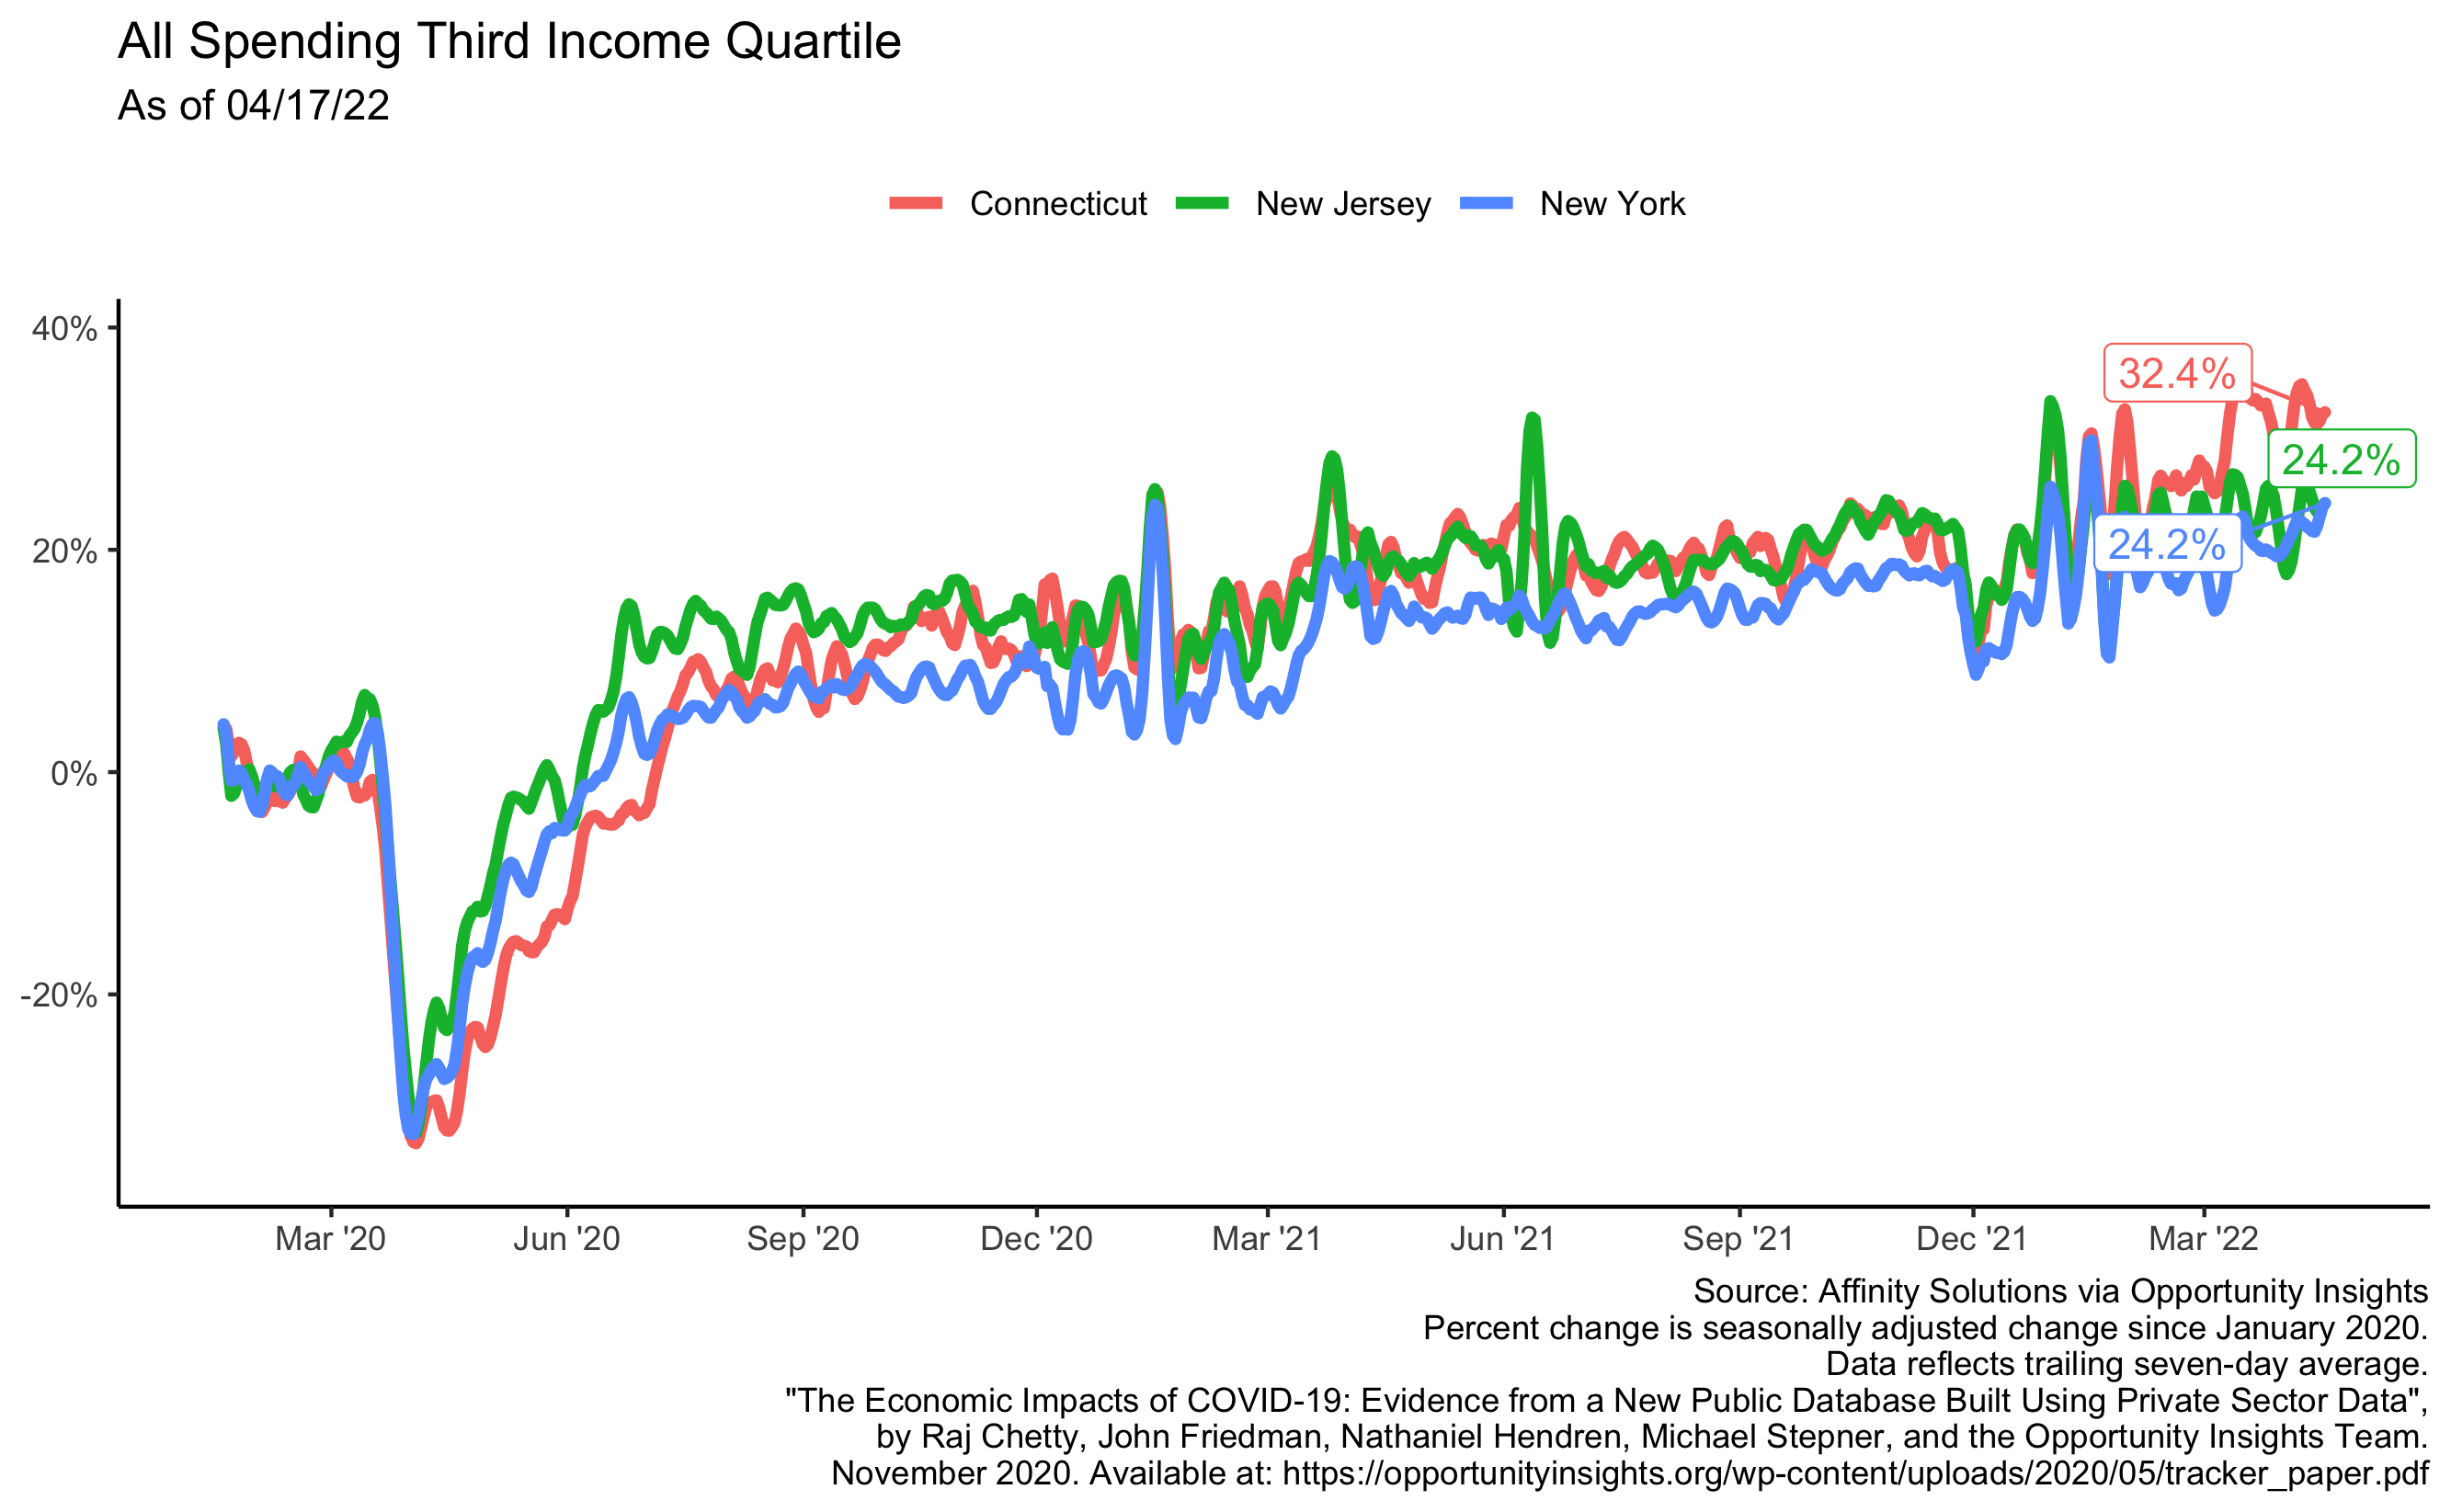 All Spending Third Income Quartile
As of 04/17/22
Connecticut New Jersey New York
40%
20%
0%
-20%
32.4%
24.2%
24.2%
Mar '20 Jun '20 Sep '20 Dec '20 Mar '21 Jun '21 Sep '21 Dec '21 Mar '22
Source: Affinity Solutions via Opportunity Insights
Percent change is seasonally adjusted change since January 2020.
Data reflects trailing seven-day average.
"The Economic Impacts of COVID-19: Evidence from a New Public Database Built Using Private Sector Data",
by Raj Chetty, John Friedman, Nathaniel Hendren, Michael Stepner, and the Opportunity Insights Team.
November 2020. Available at: https://opportunityinsights.org/wp-content/uploads/2020/05/tracker_paper.pdf